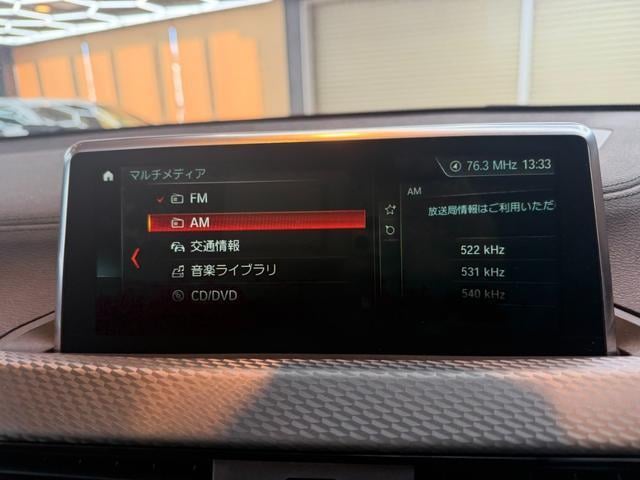 マルチメディア
76.3 MHz 13:33
FM
AM
交通情報
音楽ライブラリ
CD/DVD
AM
放送局情報はご利用いただ
522 kHz
531 kHz
540 kHz